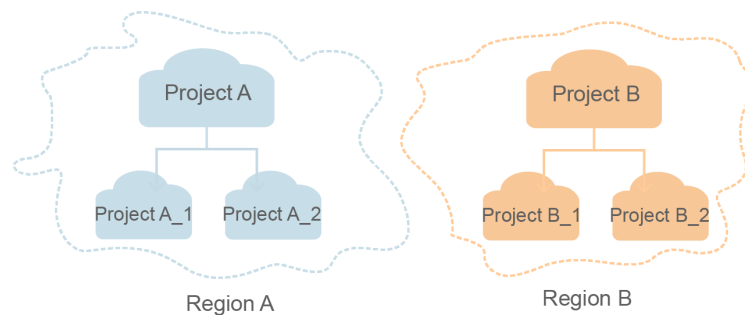 Project A
Project A_1
Project A_2
Region A
Project B
Project B_1
Project B_2
Region B